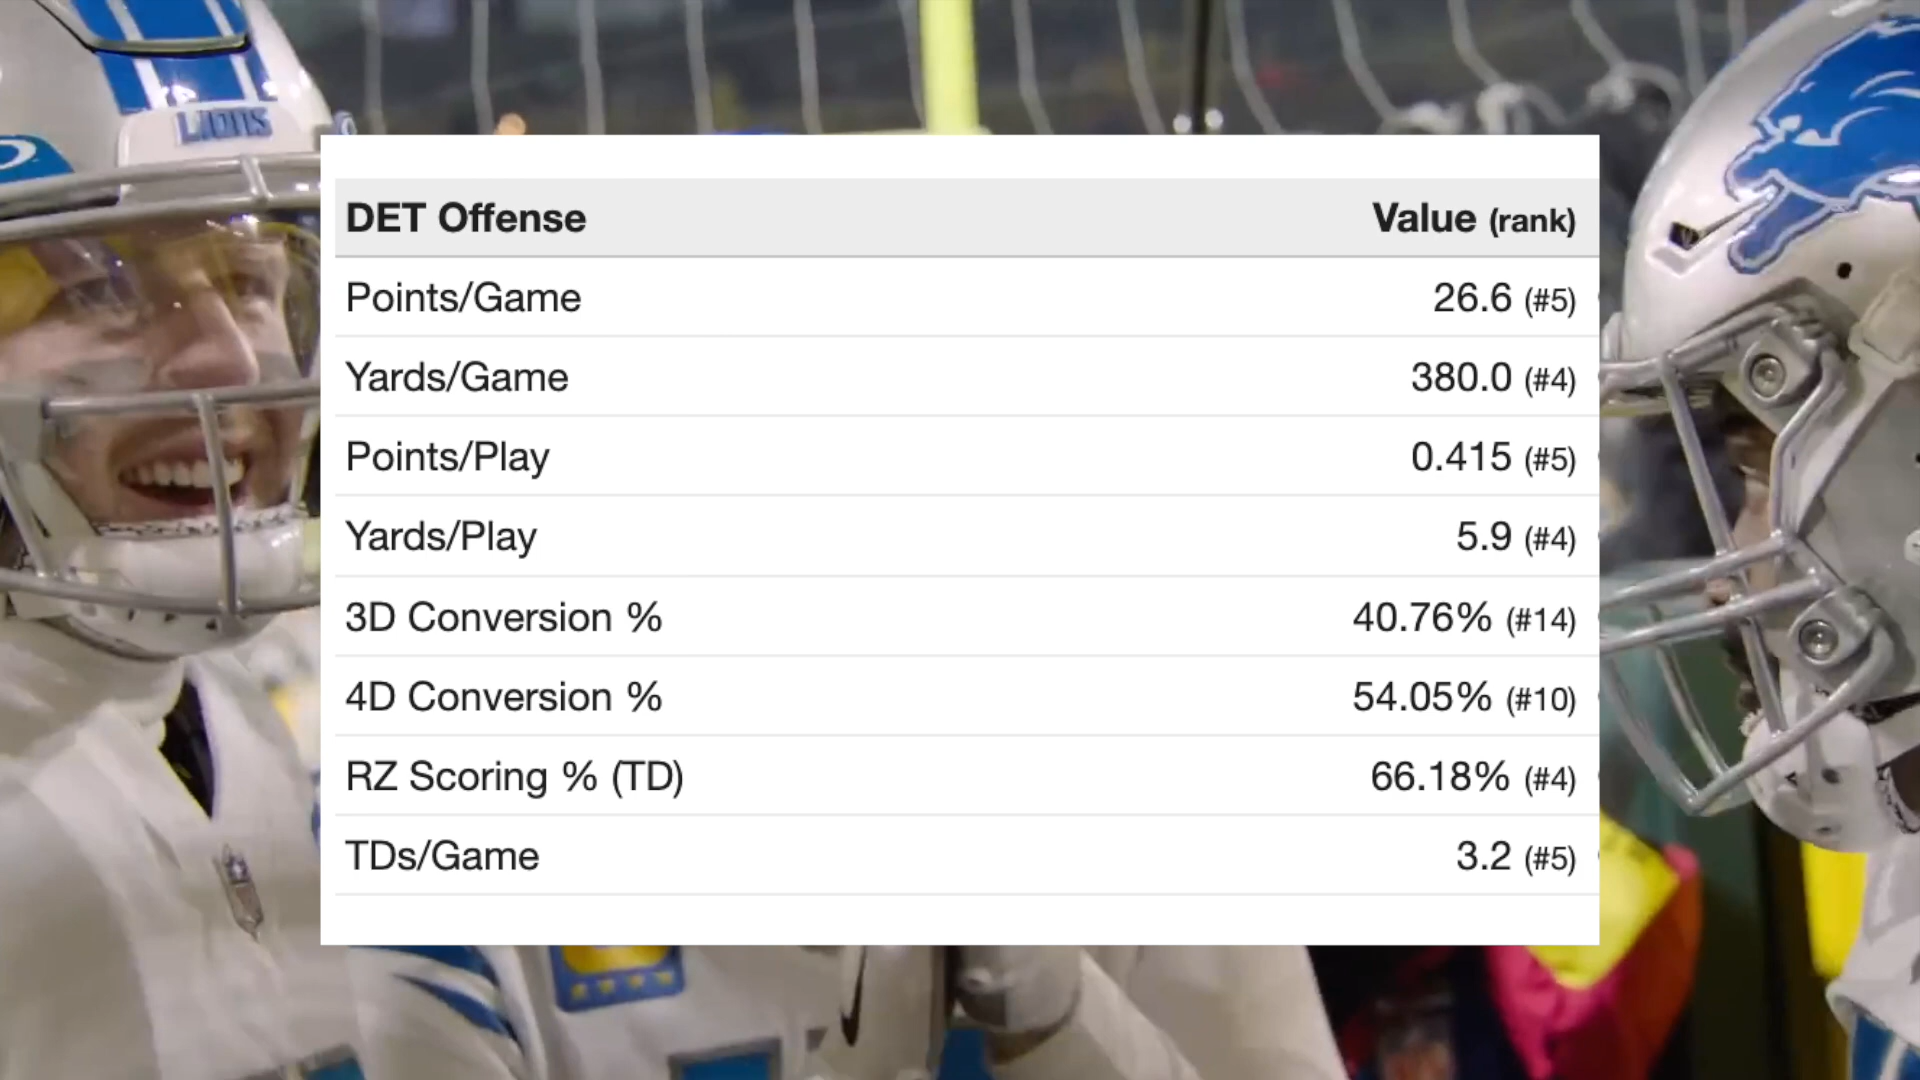 LIONS
DET Offense Value (rank)
Points/Game 26.6 (#5)
Yards/Game 380.0 (#4)
Points/Play 0.415 (#5)
Yards/Play 5.9 (#4)
3D Conversion % 40.76% (#14)
4D Conversion % 54.05% (#10)
RZ Scoring % (TD) 66.18% (#4)
TDs/Game 3.2 (#5)